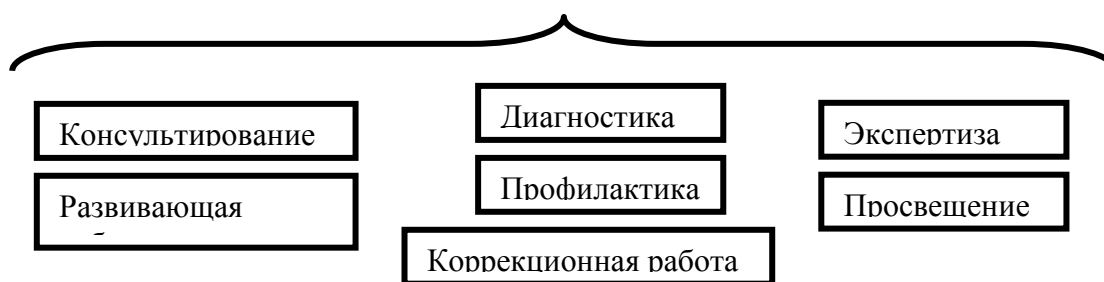 Консультирование
Диагностика
Экспертиза
Развивающая
Профилактика
Просвещение
Коррекционная работа